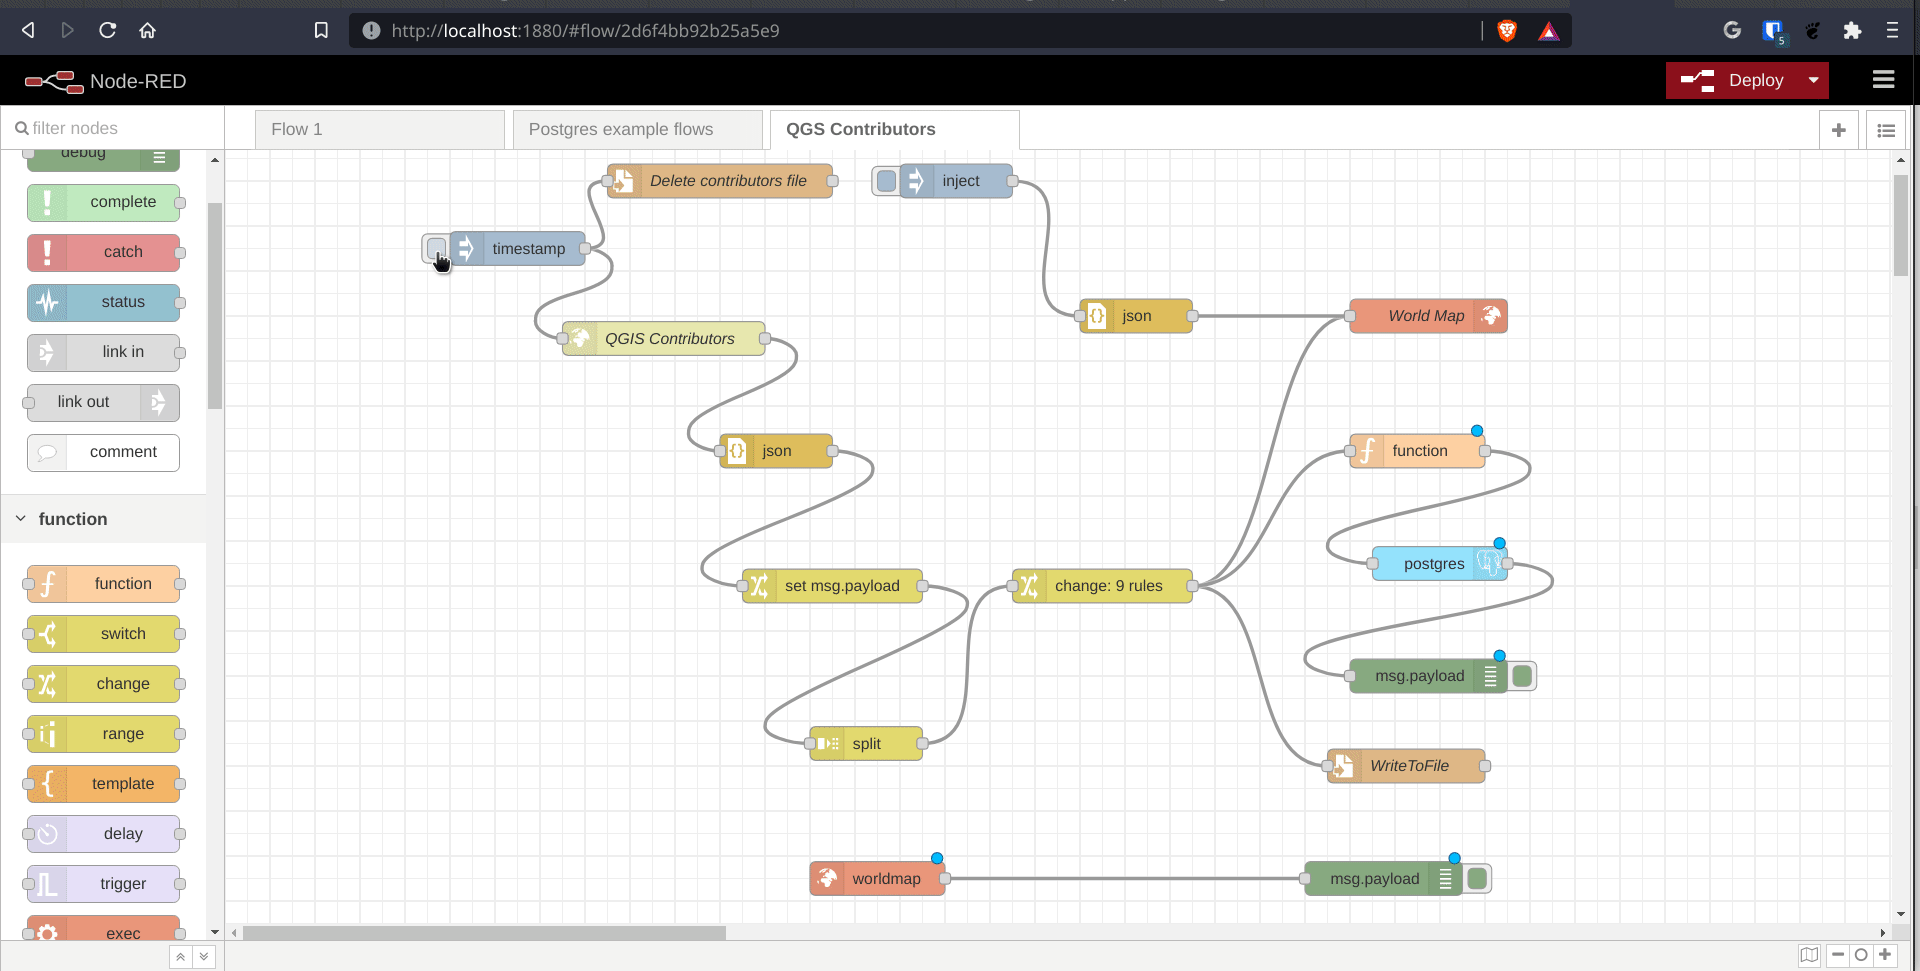 http://localhost:1880/#flow/2d6f4bb92b25a5e9
5
Node-RED
Deploy
filter nodes
Flow 1
Postgres example flows
QGS Contributors
debug
complete
catch
status
link in
link out
comment
function
function
switch
change
range
template
delay
trigger
exec
Delete contributors file
inject
timestamp
json
World Map
QGIS Contributors
json
function
postgres
set msg.payload
change: 9 rules
msg.payload
split
WriteToFile
worldmap
msg.payload